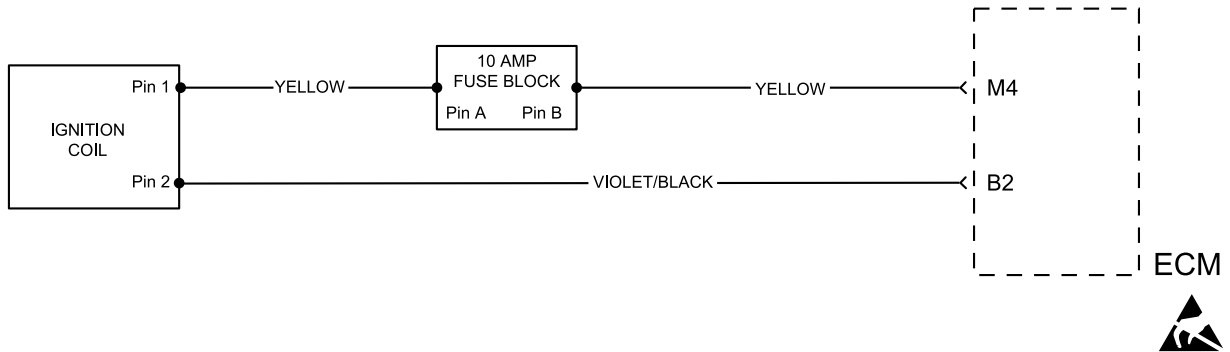 10 AMP
FUSE BLOCK
Pin A Pin B
Pin 1
YELLOW
YELLOW
M4
IGNITION
COIL
Pin 2
VIOLET/BLACK
B2
ECM